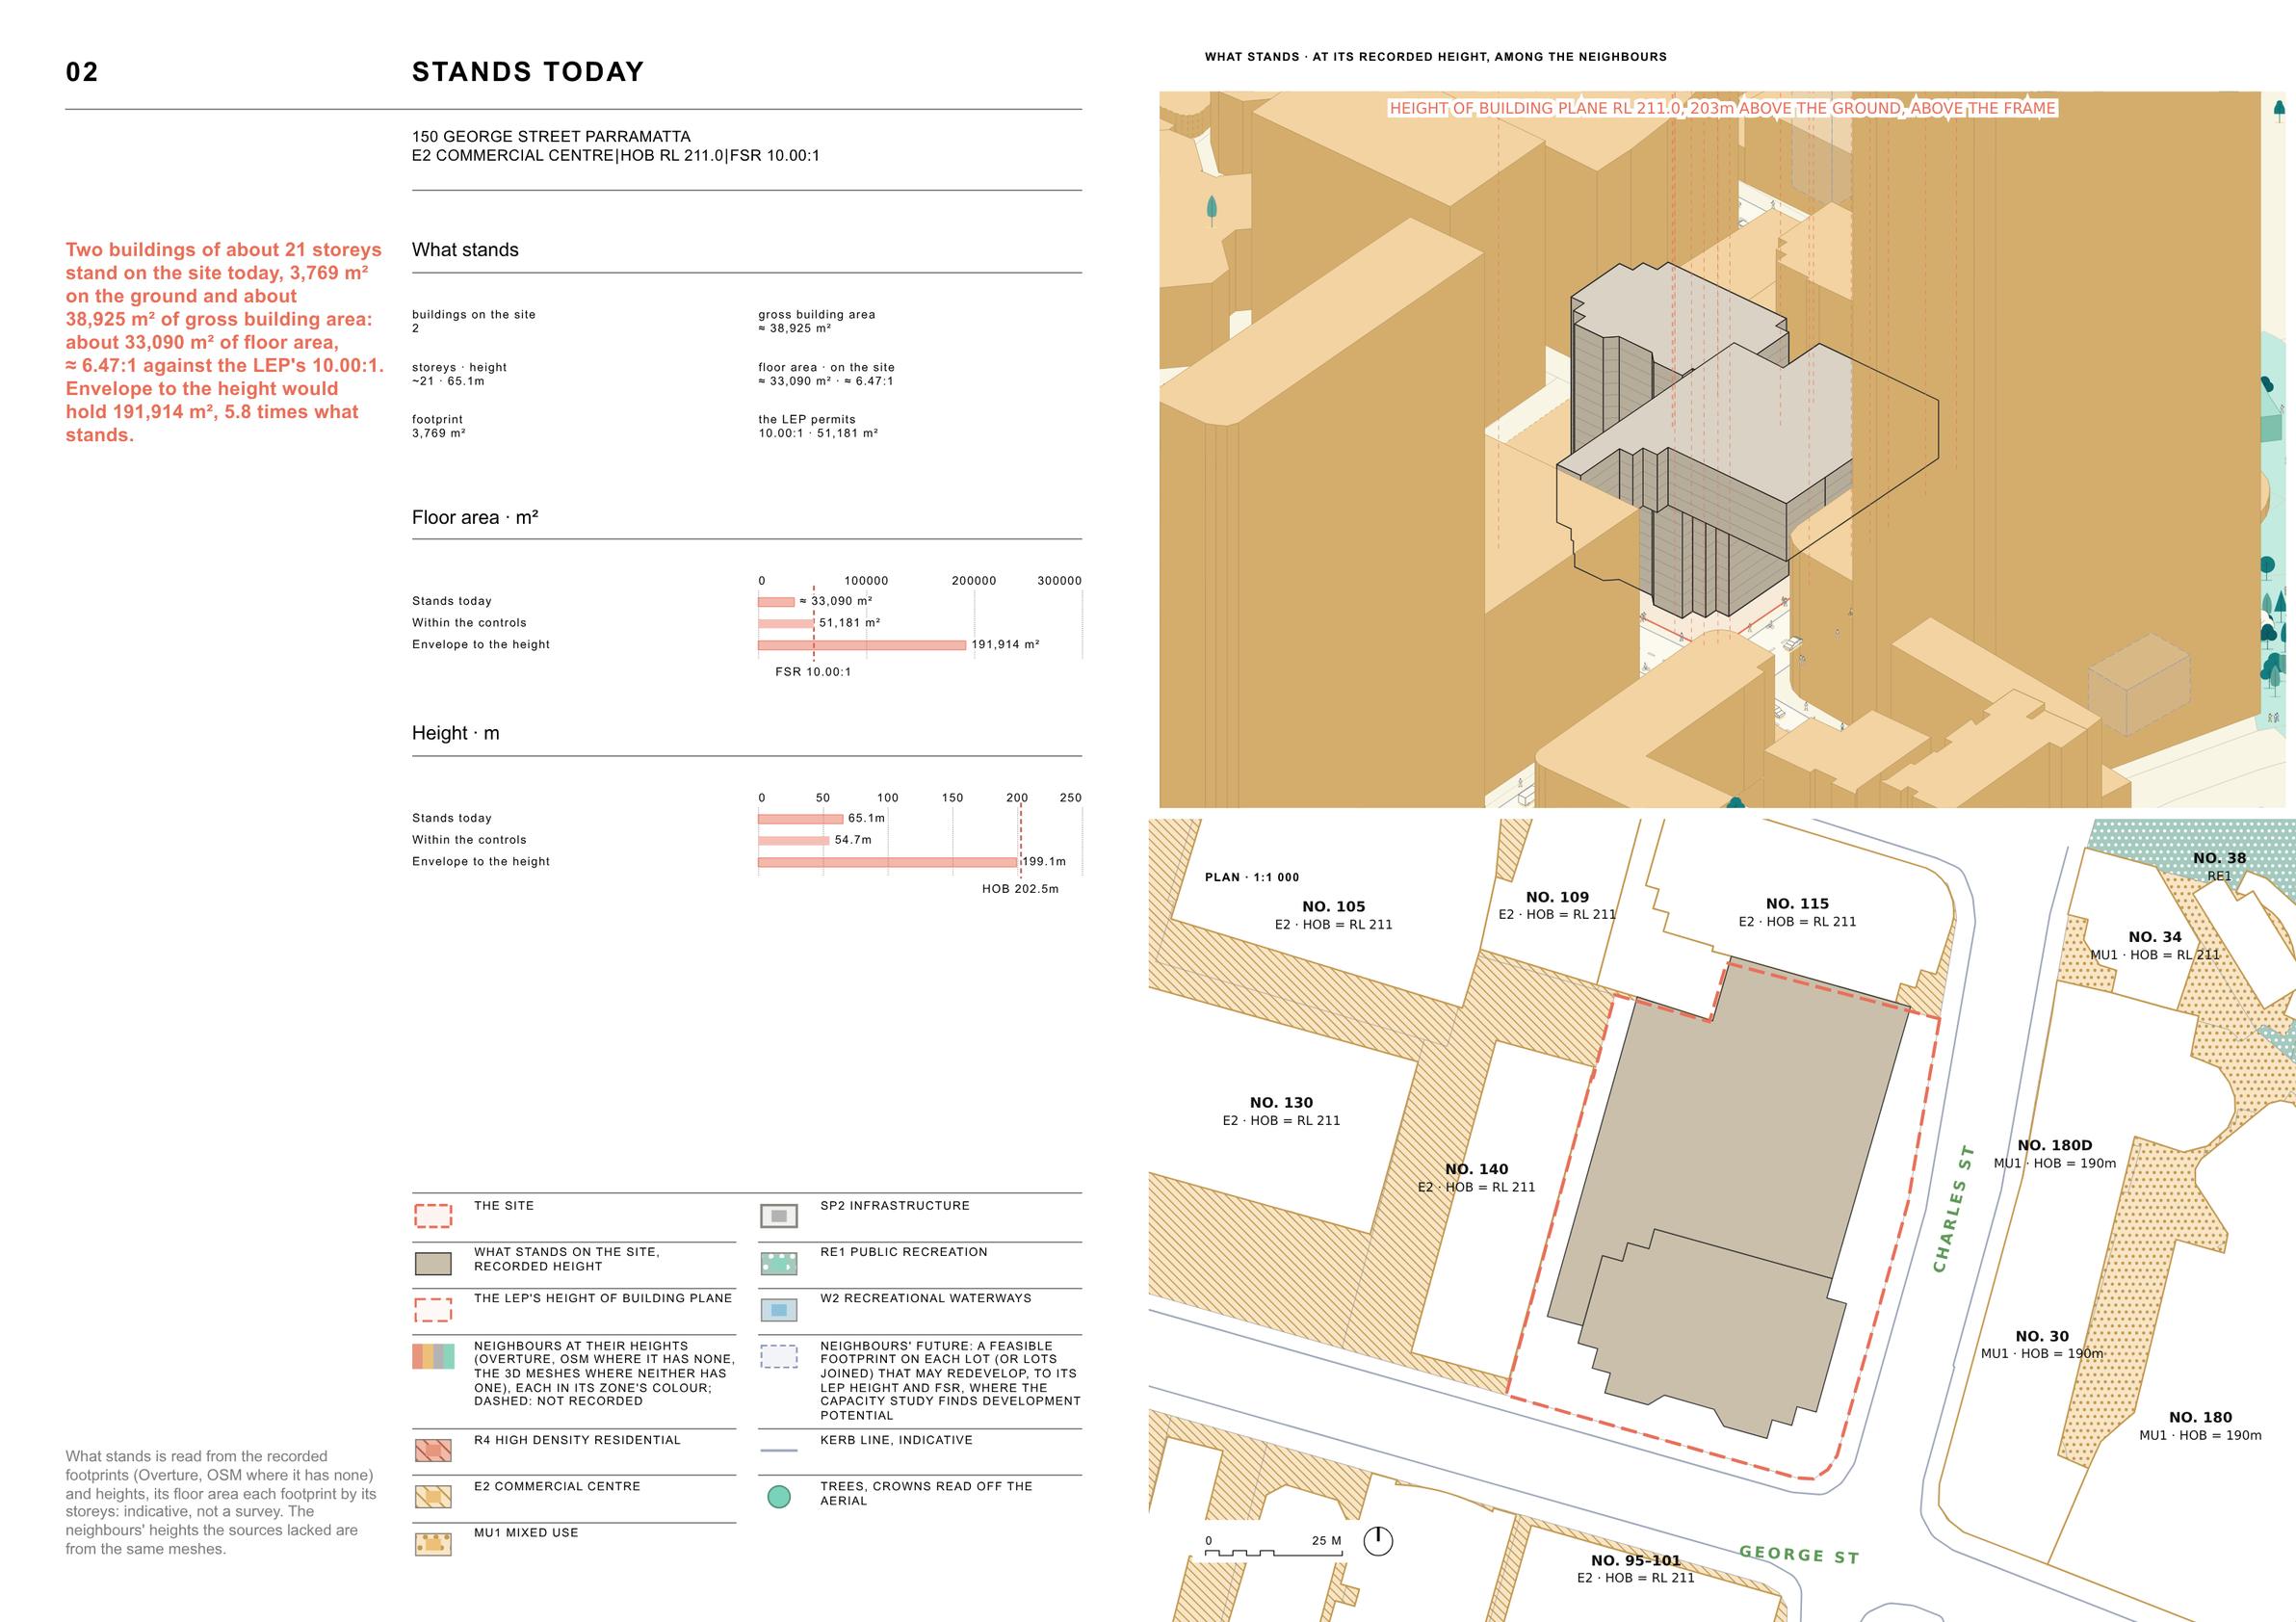 02
STANDS TODAY
150 GEORGE STREET PARRAMATTA
E2 COMMERCIAL CENTRE|HOB RL 211.0|FSR 10.00:1
Two buildings of about 21 storeys
stand on the site today, 3,769 m²
on the ground and about
38,925 m² of gross building area:
about 33,090 m² of floor area,
≈ 6.47:1 against the LEP's 10.00:1.
Envelope to the height would
hold 191,914 m², 5.8 times what
stands.
What stands
buildings on the site
2
gross building area
≈ 38,925 m²
storeys · height
~21 · 65.1m
floor area · on the site
≈ 33,090 m² · ≈ 6.47:1
footprint
3,769 m²
the LEP permits
10.00:1 · 51,181 m²
Floor area · m²
0 100000 200000 300000
Stands today ≈ 33,090 m²
Within the controls 51,181 m²
Envelope to the height 191,914 m²
FSR 10.00:1
Height · m
0 50 100 150 200 250
Stands today 65.1m
Within the controls 54.7m
Envelope to the height 199.1m
HOB 202.5m
THE SITE
WHAT STANDS ON THE SITE,
RECORDED HEIGHT
THE LEP'S HEIGHT OF BUILDING PLANE
NEIGHBOURS AT THEIR HEIGHTS
(OVERTURE, OSM WHERE IT HAS NONE,
THE 3D MESHES WHERE NEITHER HAS
ONE), EACH IN ITS ZONE'S COLOUR;
DASHED: NOT RECORDED
R4 HIGH DENSITY RESIDENTIAL
E2 COMMERCIAL CENTRE
MU1 MIXED USE
SP2 INFRASTRUCTURE
RE1 PUBLIC RECREATION
W2 RECREATIONAL WATERWAYS
NEIGHBOURS' FUTURE: A FEASIBLE
FOOTPRINT ON EACH LOT (OR LOTS
JOINED) THAT MAY REDEVELOP, TO ITS
LEP HEIGHT AND FSR, WHERE THE
CAPACITY STUDY FINDS DEVELOPMENT
POTENTIAL
KERB LINE, INDICATIVE
TREES, CROWNS READ OFF THE
AERIAL
What stands is read from the recorded
footprints (Overture, OSM where it has none)
and heights, its floor area each footprint by its
storeys: indicative, not a survey. The
neighbours' heights the sources lacked are
from the same meshes.
WHAT STANDS · AT ITS RECORDED HEIGHT, AMONG THE NEIGHBOURS
HEIGHT OF BUILDING PLANE RL 211.0, 203m ABOVE THE GROUND, ABOVE THE FRAME
PLAN · 1:1 000
NO. 105
E2 · HOB = RL 211
NO. 109
E2 · HOB = RL 211
NO. 115
E2 · HOB = RL 211
NO. 38
RE1
NO. 34
MU1 · HOB = RL 211
NO. 130
E2 · HOB = RL 211
NO. 140
E2 · HOB = RL 211
NO. 180D
MU1 · HOB = 190m
CHARLES ST
NO. 30
MU1 · HOB = 190m
NO. 180
MU1 · HOB = 190m
0 25 M
GEORGE ST
NO. 95–101
E2 · HOB = RL 211